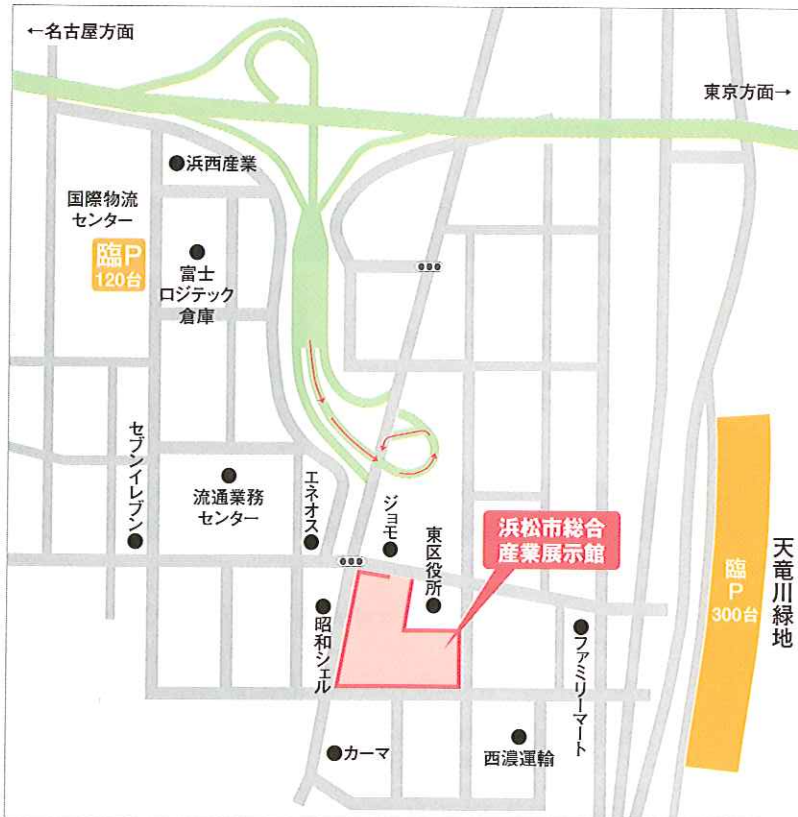 ←名古屋方面
東京方面→
浜西産業
国際物流
センター
臨P
120台
富士
ロジテック
倉庫
セブンイレブン
流通業務
センター
エネオス
ジョモ
東区役所
浜松市総合
産業展示館
臨
P
300台
天竜川緑地
昭和シェル
ファミリーマート
カーマ
西濃運輸